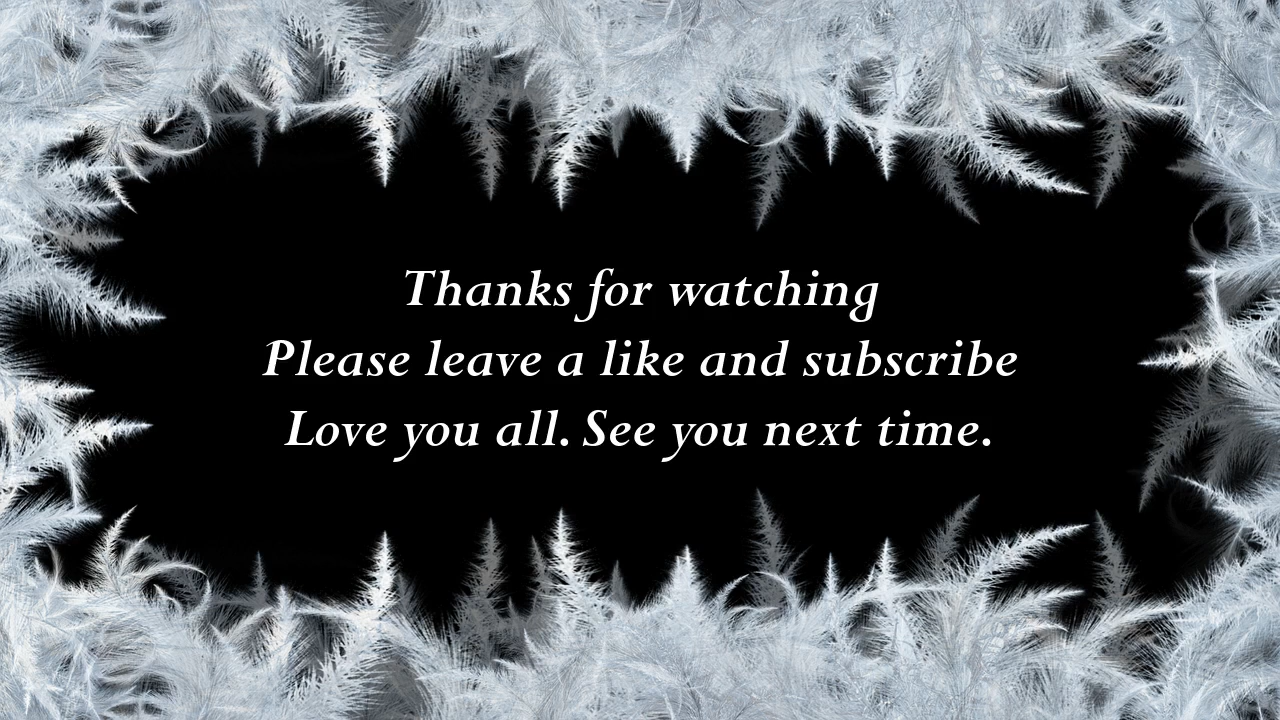 Thanks for watching
Please leave a like and subscribe
Love you all. See you next time.